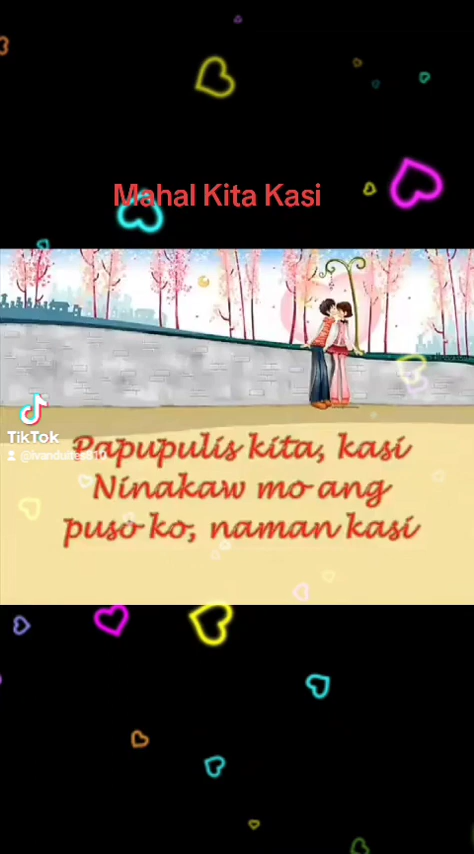 Mahal Kita Kasi
TikTok
Papupulis kita, kasi
Ninakaw mo ang
puso ko, naman kasi